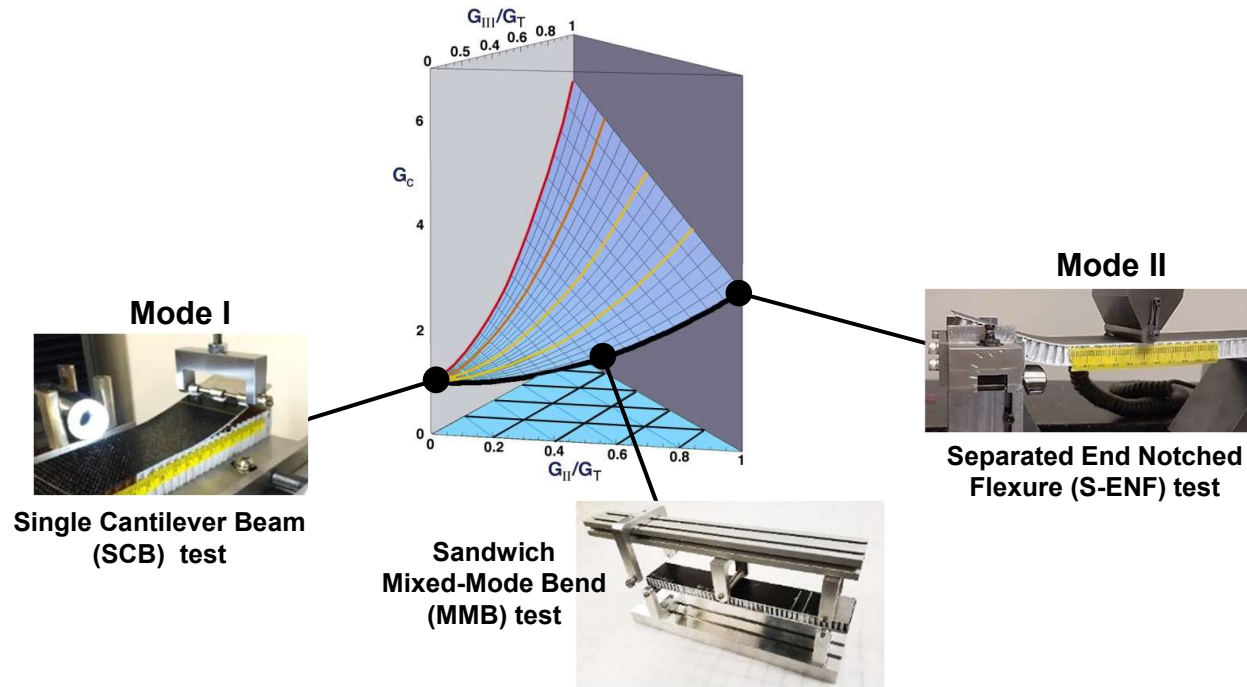 G_III/G_T
0 0.5 0.4 0.6 0.8 1
6
G_c
4
2
0
0 0.2 0.4 0.6 0.8 1
G_II/G_T
Mode I
Single Cantilever Beam
(SCB) test
Sandwich
Mixed-Mode Bend
(MMB) test
Mode II
Separated End Notched
Flexure (S-ENF) test